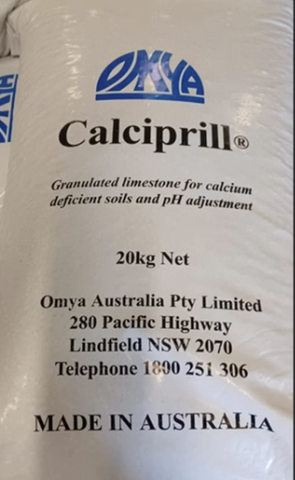 OMYA
Calciprill®
Granulated limestone for calcium
deficient soils and pH adjustment
20kg Net
Omya Australia Pty Limited
280 Pacific Highway
Lindfield NSW 2070
Telephone 1800 251 306
MADE IN AUSTRALIA